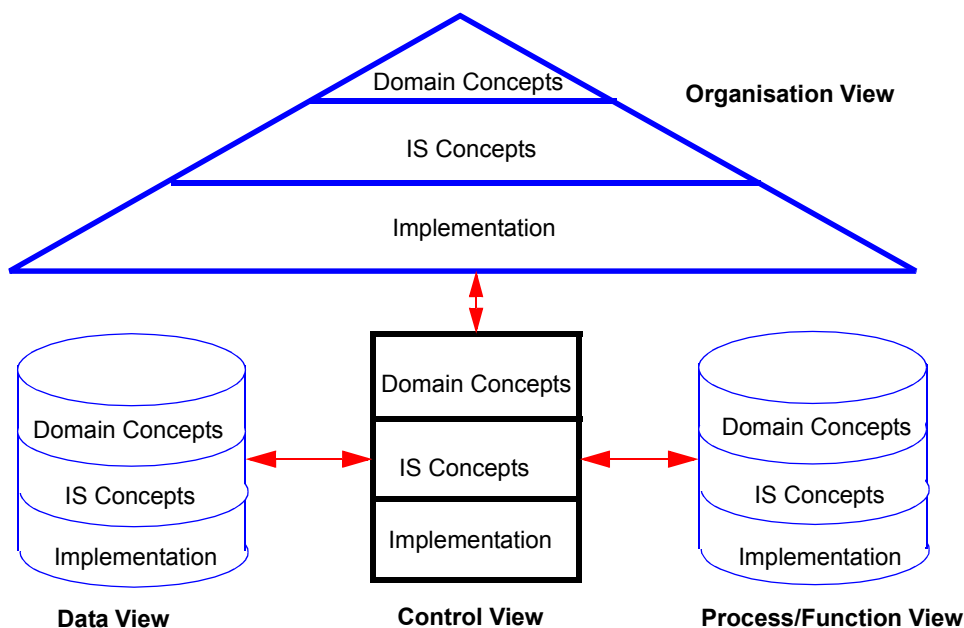 Domain Concepts
Organisation View
IS Concepts
Implementation
Domain Concepts
IS Concepts
Implementation
Data View
Domain Concepts
IS Concepts
Implementation
Control View
Domain Concepts
IS Concepts
Implementation
Process/Function View